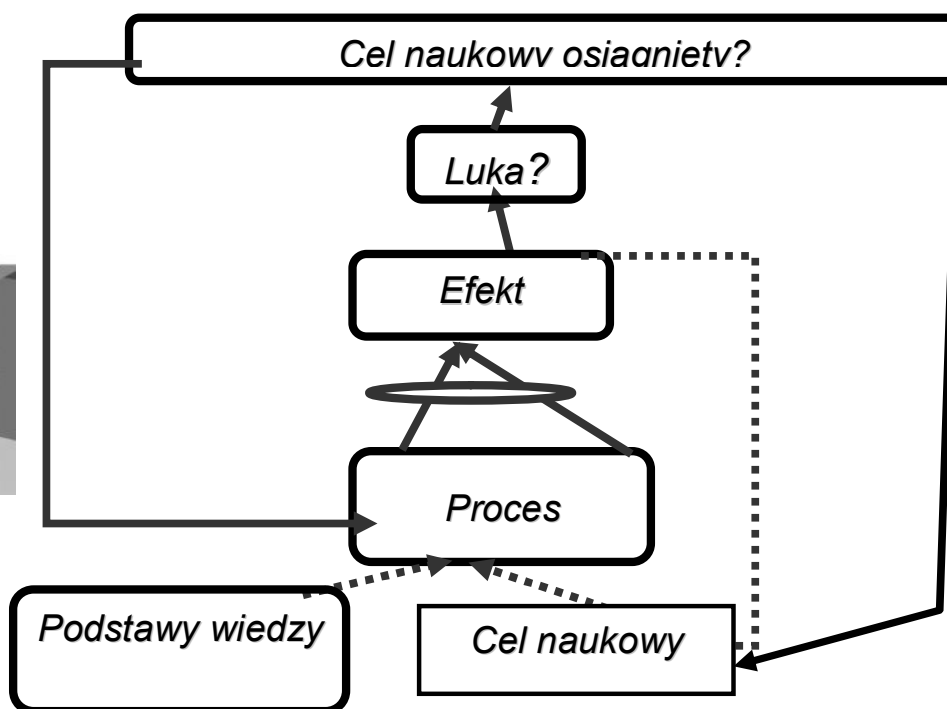 Cel naukowy osiągnięty?
Luka?
Efekt
Proces
Podstawy wiedzy
Cel naukowy